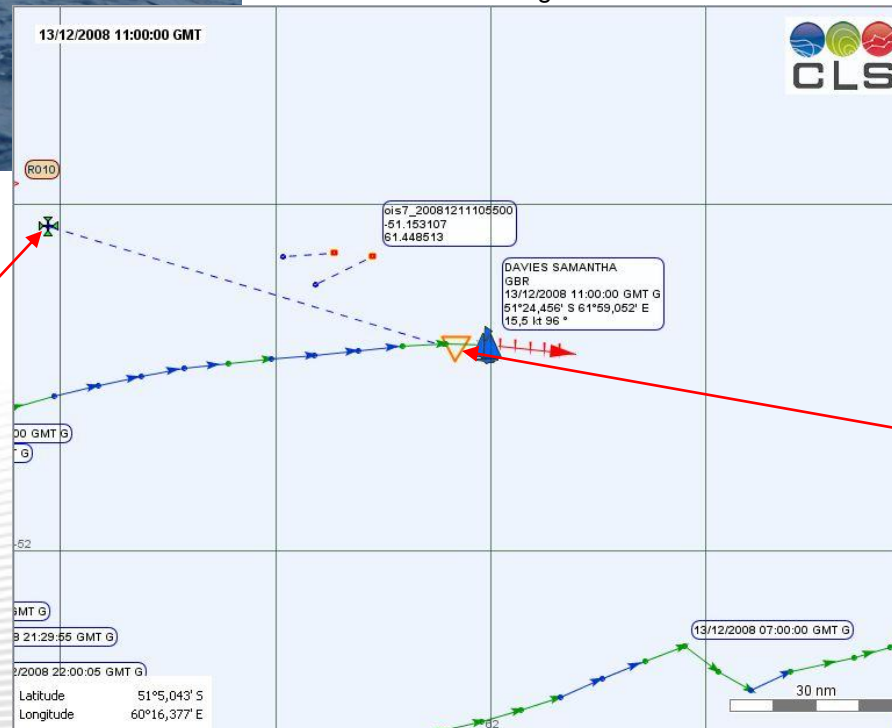 13/12/2008 11:00:00 GMT
CLS
R010
ois7_20081211105500
-51.153107
61.448513
DAVIES SAMANTHA
GBR
13/12/2008 11:00:00 GMT G
51°24,456' S 61°59,052' E
15,5 kt 96 °
00 GMT G
G
-52
GMT G
21:29:55 GMT G
13/12/2008 07:00:00 GMT G
/2008 22:00:05 GMT G
Latitude 51°5,043' S
Longitude 60°16,377' E
30 nm
62